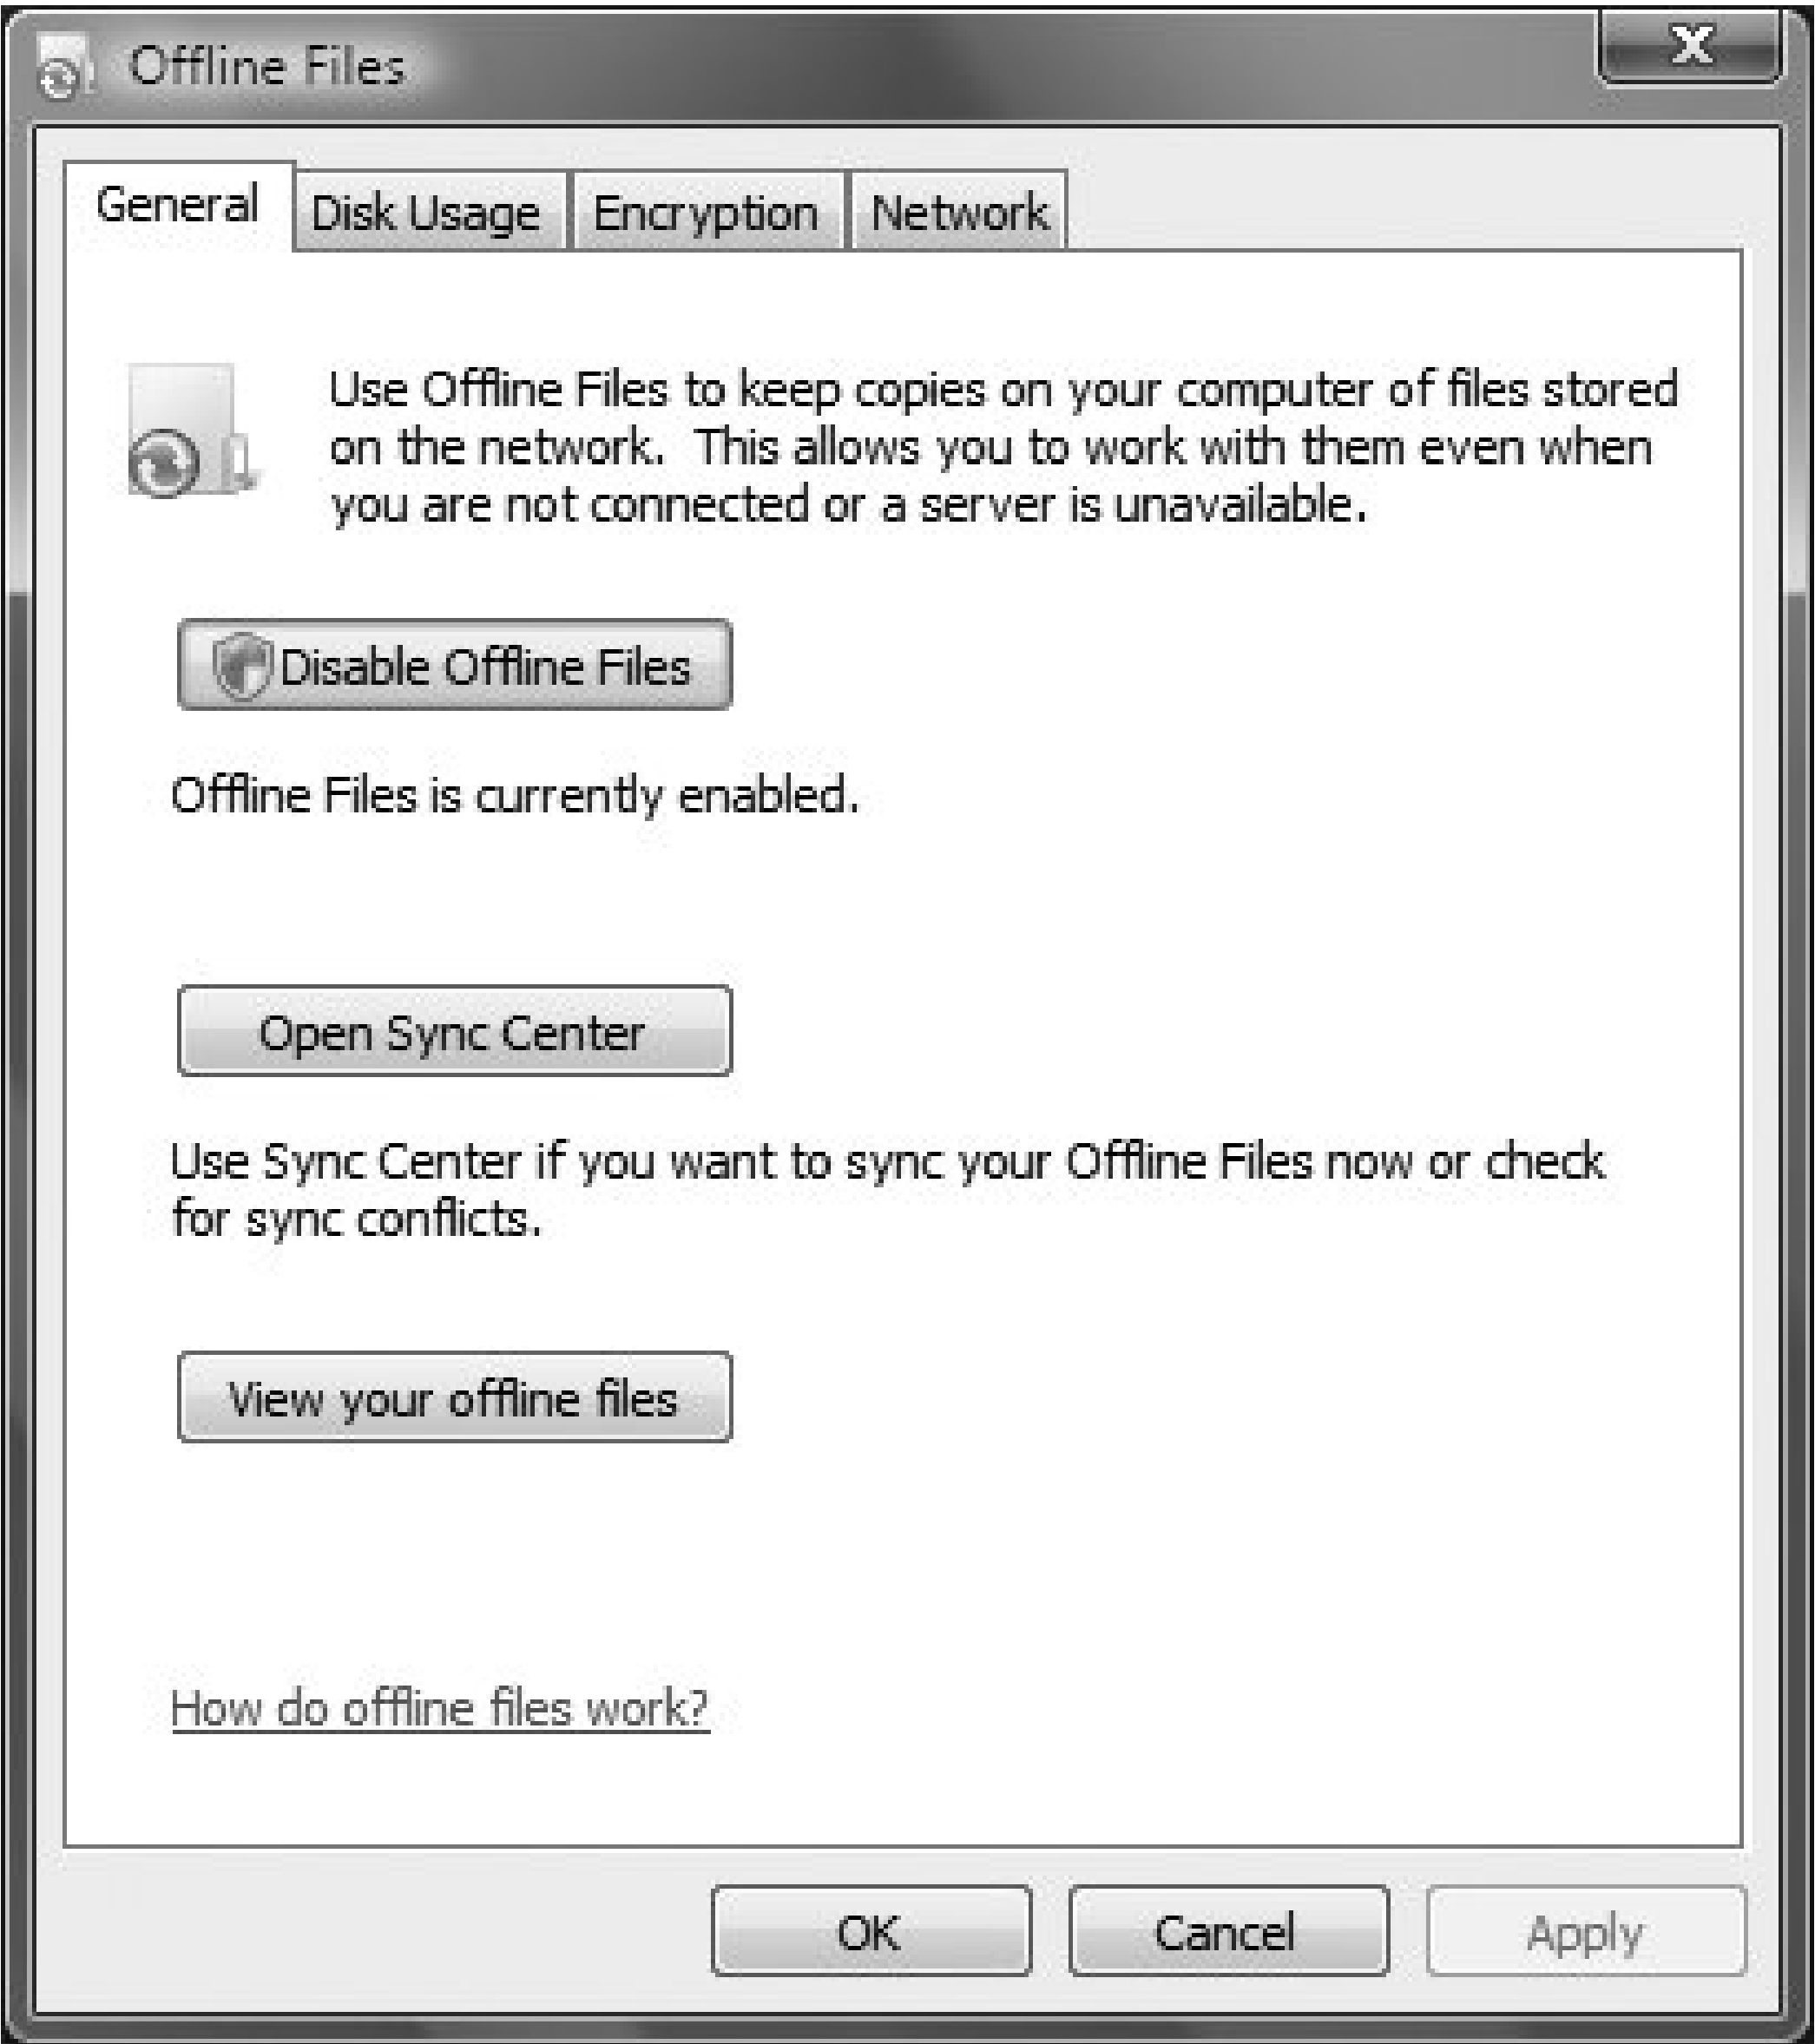 Offline Files
General
Disk Usage
Encryption
Network
Use Offline Files to keep copies on your computer of files stored
on the network.  This allows you to work with them even when
you are not connected or a server is unavailable.
Disable Offline Files
Offline Files is currently enabled.
Open Sync Center
Use Sync Center if you want to sync your Offline Files now or check
for sync conflicts.
View your offline files
How do offline files work?
OK
Cancel
Apply